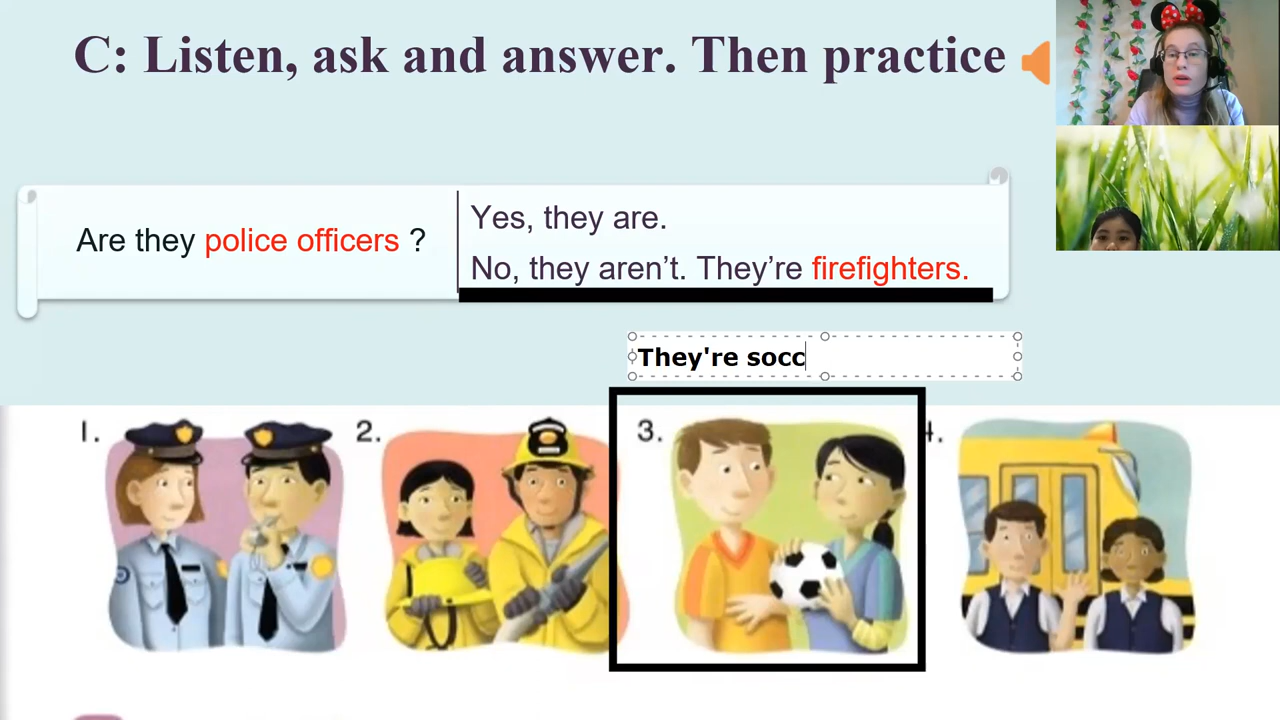 C: Listen, ask and answer. Then practice
Are they police officers ?
Yes, they are.
No, they aren't. They're firefighters.
They're socc
1.
2.
3.
4.